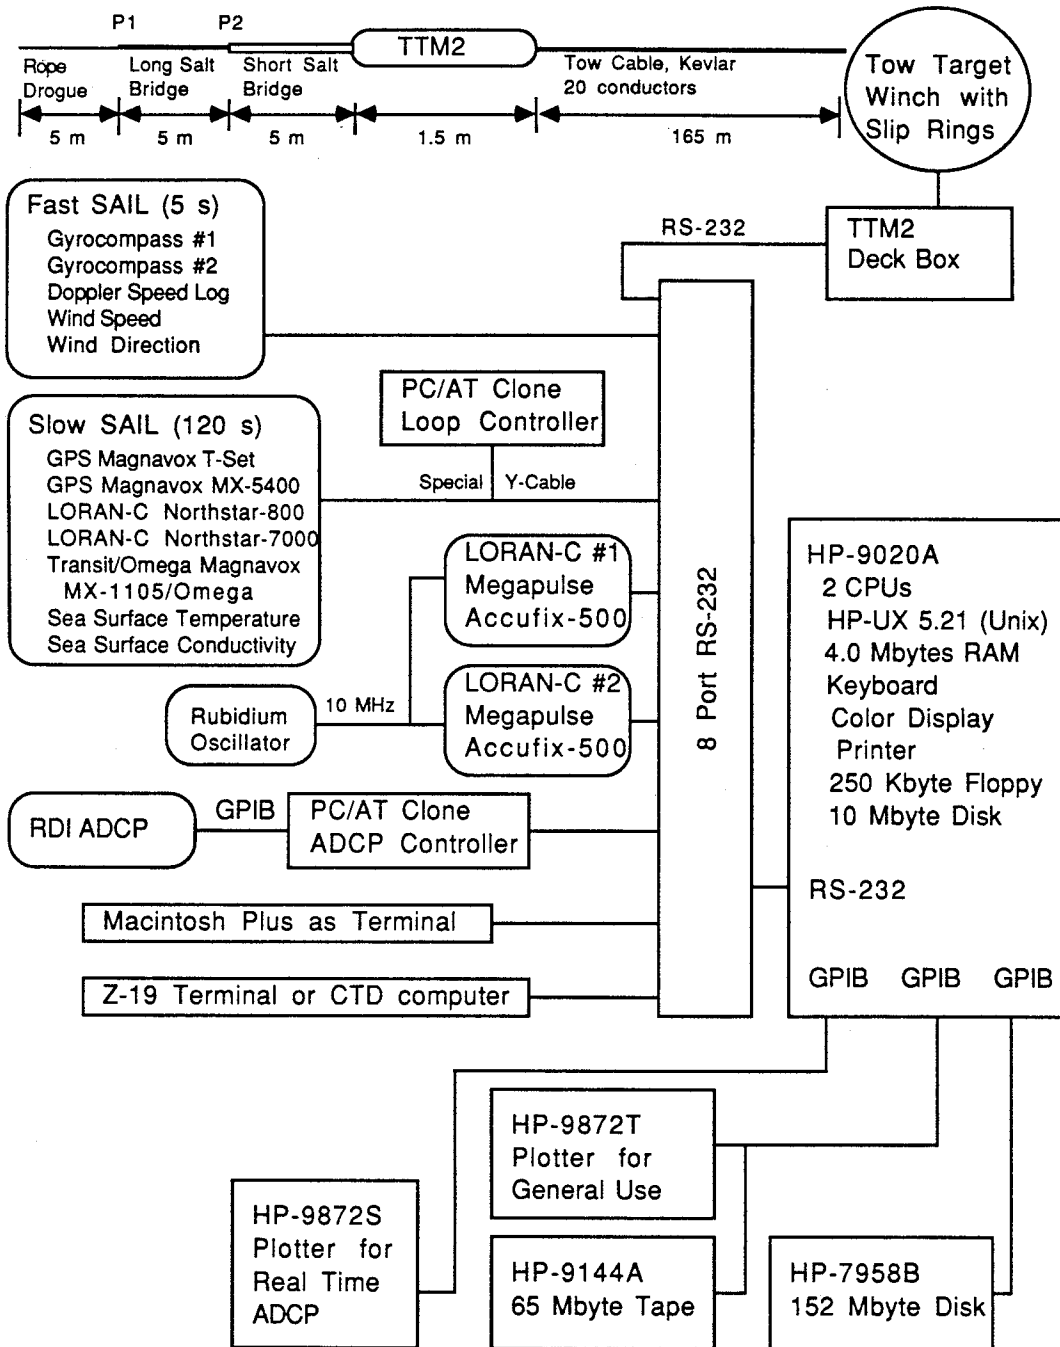 P1
P2
TTM2
Rope
Drogue
Long Salt
Bridge
Short Salt
Bridge
Tow Cable, Kevlar
20 conductors
5 m
5 m
5 m
1.5 m
165 m
Tow Target
Winch with
Slip Rings
Fast SAIL (5 s)
Gyrocompass #1
Gyrocompass #2
Doppler Speed Log
Wind Speed
Wind Direction
RS-232
TTM2
Deck Box
PC/AT Clone
Loop Controller
Special
Y-Cable
Slow SAIL (120 s)
GPS Magnavox T-Set
GPS Magnavox MX-5400
LORAN-C Northstar-800
LORAN-C Northstar-7000
Transit/Omega Magnavox
MX-1105/Omega
Sea Surface Temperature
Sea Surface Conductivity
LORAN-C #1
Megapulse
Accufix-500
LORAN-C #2
Megapulse
Accufix-500
Rubidium
Oscillator
10 MHz
8 Port RS-232
HP-9020A
2 CPUs
HP-UX 5.21 (Unix)
4.0 Mbytes RAM
Keyboard
Color Display
Printer
250 Kbyte Floppy
10 Mbyte Disk
RS-232
GPIB GPIB GPIB
RDI ADCP
GPIB
PC/AT Clone
ADCP Controller
Macintosh Plus as Terminal
Z-19 Terminal or CTD computer
HP-9872T
Plotter for
General Use
HP-9872S
Plotter for
Real Time
ADCP
HP-9144A
65 Mbyte Tape
HP-7958B
152 Mbyte Disk